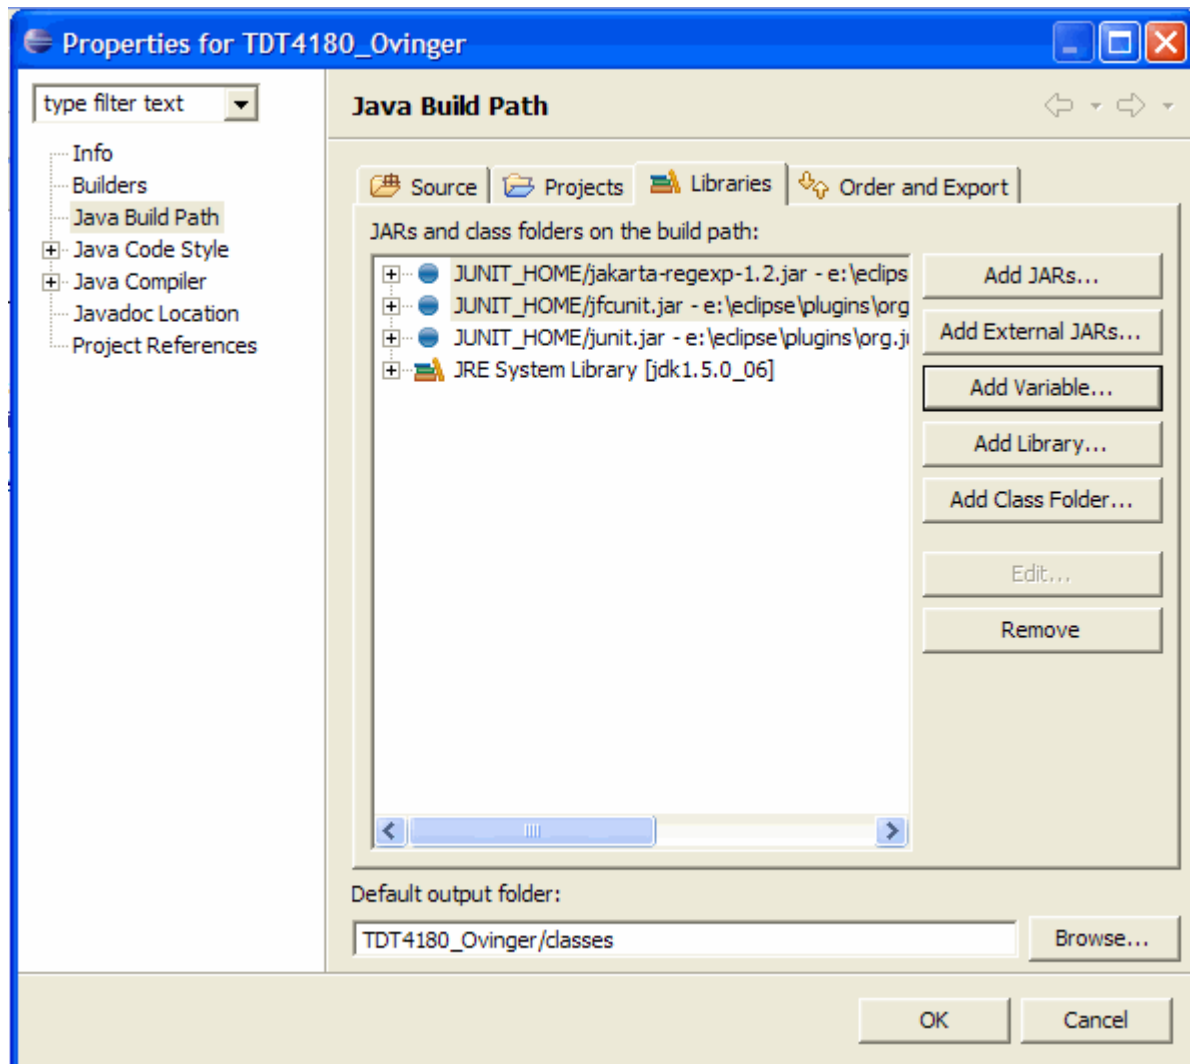 Properties for TDT4180_Ovinger
type filter text
Info
Builders
Java Build Path
Java Code Style
Java Compiler
Javadoc Location
Project References
Java Build Path
Source
Projects
Libraries
Order and Export
JARs and class folders on the build path:
JUNIT_HOME/jakarta-regexp-1.2.jar - e:\eclips
JUNIT_HOME/jfcunit.jar - e:\eclipse\plugins\org
JUNIT_HOME/junit.jar - e:\eclipse\plugins\org.ju
JRE System Library [jdk1.5.0_06]
Add JARs...
Add External JARs...
Add Variable...
Add Library...
Add Class Folder...
Edit...
Remove
Default output folder:
TDT4180_Ovinger/classes
Browse...
OK
Cancel